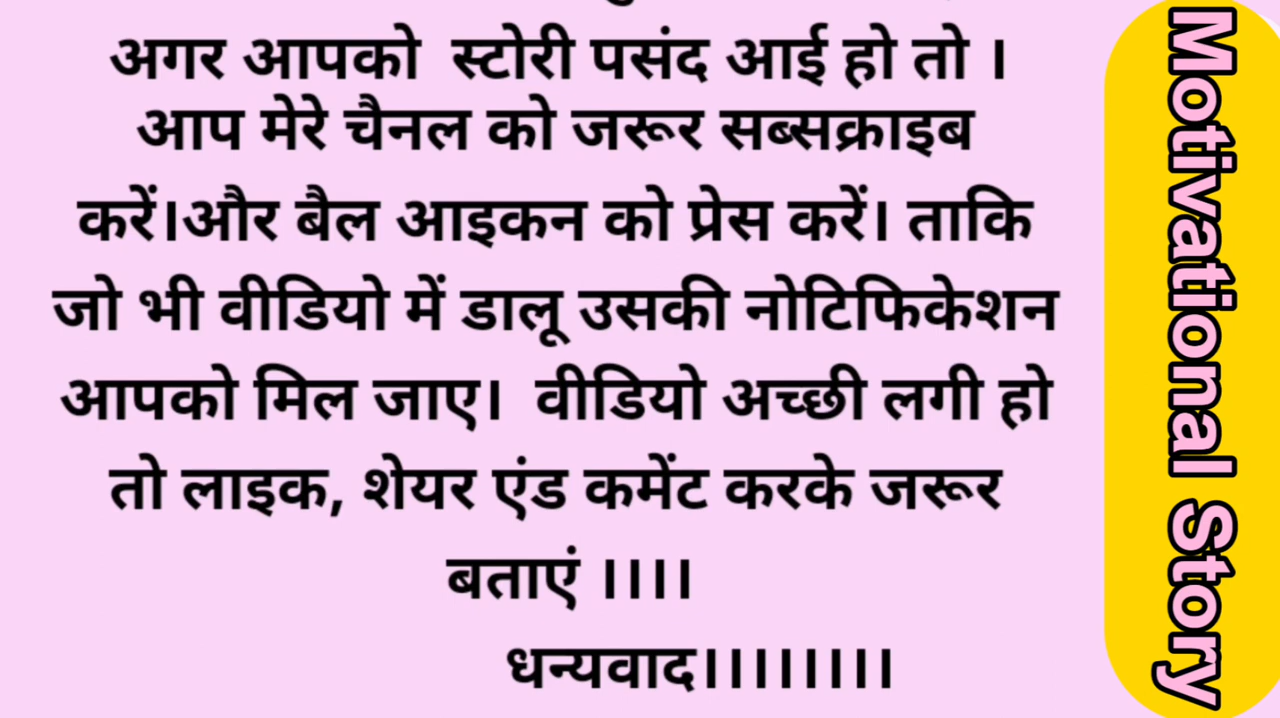 अगर आपको स्टोरी पसंद आई हो तो ।
आप मेरे चैनल को जरूर सब्सक्राइब
करें।और बैल आइकन को प्रेस करें। ताकि
जो भी वीडियो में डालू उसकी नोटिफिकेशन
आपको मिल जाए। वीडियो अच्छी लगी हो
तो लाइक, शेयर एंड कमेंट करके जरूर
बताएं ।।।।
धन्यवाद।।।।।।।।
Motivational Story